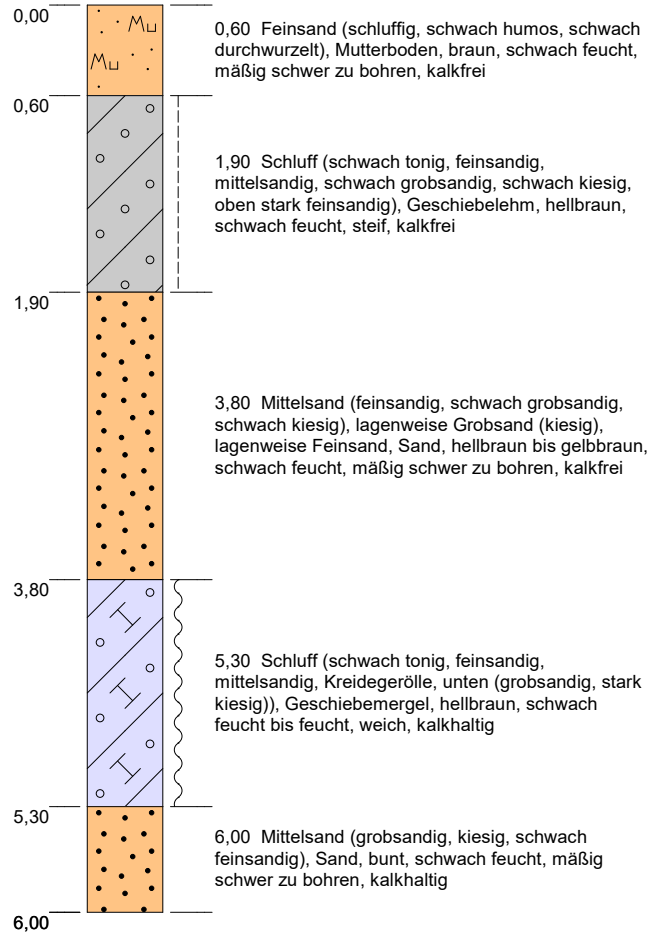 0,00
0,60 Feinsand (schluffig, schwach humos, schwach
durchwurzelt), Mutterboden, braun, schwach feucht,
mäßig schwer zu bohren, kalkfrei
Mu
Mu
0,60
1,90 Schluff (schwach tonig, feinsandig,
mittelsandig, schwach grobsandig, schwach kiesig,
oben stark feinsandig), Geschiebelehm, hellbraun,
schwach feucht, steif, kalkfrei
1,90
3,80 Mittelsand (feinsandig, schwach grobsandig,
schwach kiesig), lagenweise Grobsand (kiesig),
lagenweise Feinsand, Sand, hellbraun bis gelbbraun,
schwach feucht, mäßig schwer zu bohren, kalkfrei
3,80
5,30 Schluff (schwach tonig, feinsandig,
mittelsandig, Kreidegerölle, unten (grobsandig, stark
kiesig)), Geschiebemergel, hellbraun, schwach
feucht bis feucht, weich, kalkhaltig
5,30
6,00 Mittelsand (grobsandig, kiesig, schwach
feinsandig), Sand, bunt, schwach feucht, mäßig
schwer zu bohren, kalkhaltig
6,00